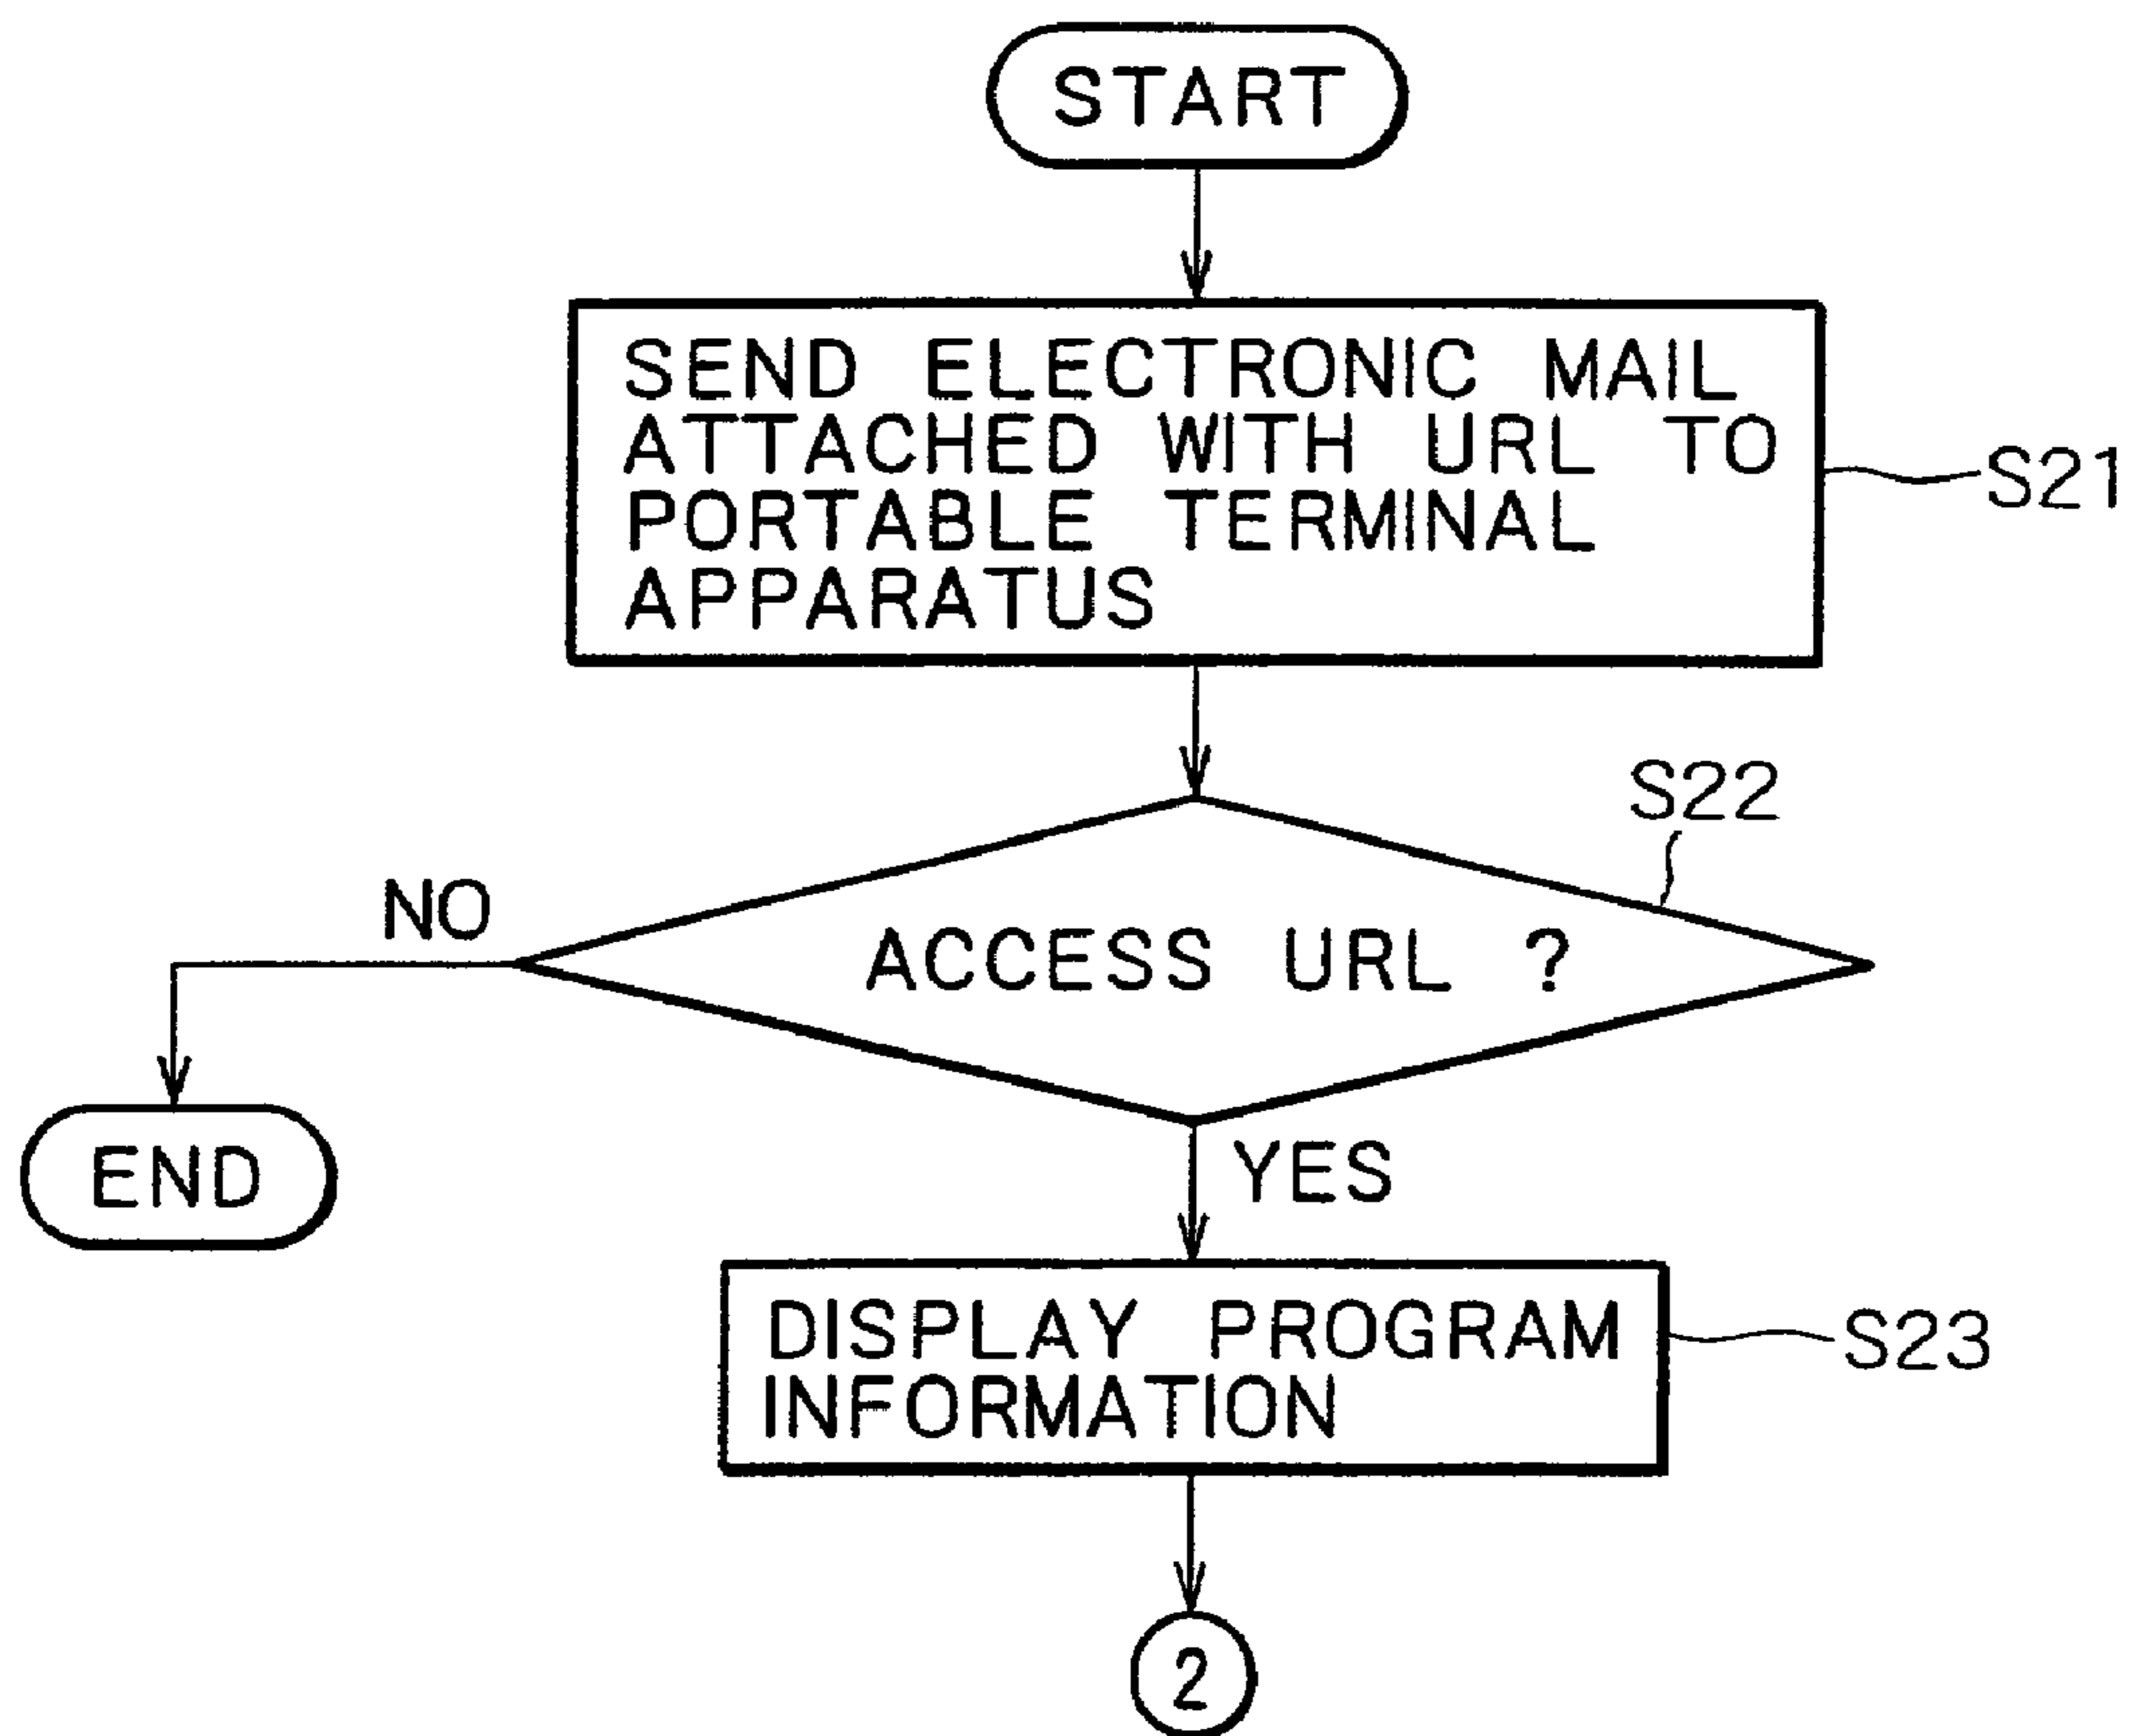 START
SEND ELECTRONIC MAIL
ATTACHED WITH URL TO
PORTABLE TERMINAL
APPARATUS
S21
S22
NO
ACCESS URL ?
YES
END
DISPLAY PROGRAM
INFORMATION
S23
2